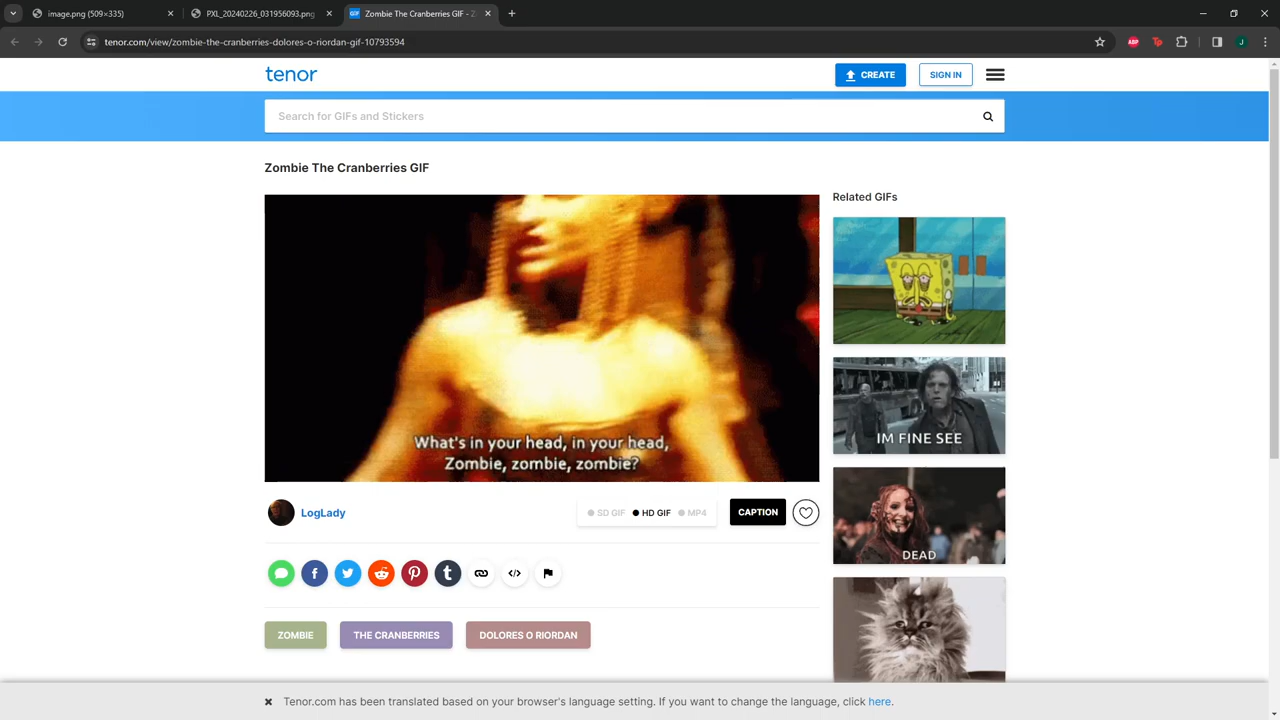 image.png (509×335)
PXL_20240226_031956093.png
Zombie The Cranberries GIF - Z
tenor.com/view/zombie-the-cranberries-dolores-o-riordan-gif-10793594
ABP
J
tenor
CREATE
SIGN IN
Search for GIFs and Stickers
Zombie The Cranberries GIF
What's in your head, in your head,
Zombie, zombie, zombie?
LogLady
SD GIF
HD GIF
MP4
CAPTION
ZOMBIE
THE CRANBERRIES
DOLORES O RIORDAN
Related GIFs
IM FINE SEE
DEAD
Tenor.com has been translated based on your browser's language setting. If you want to change the language, click here.